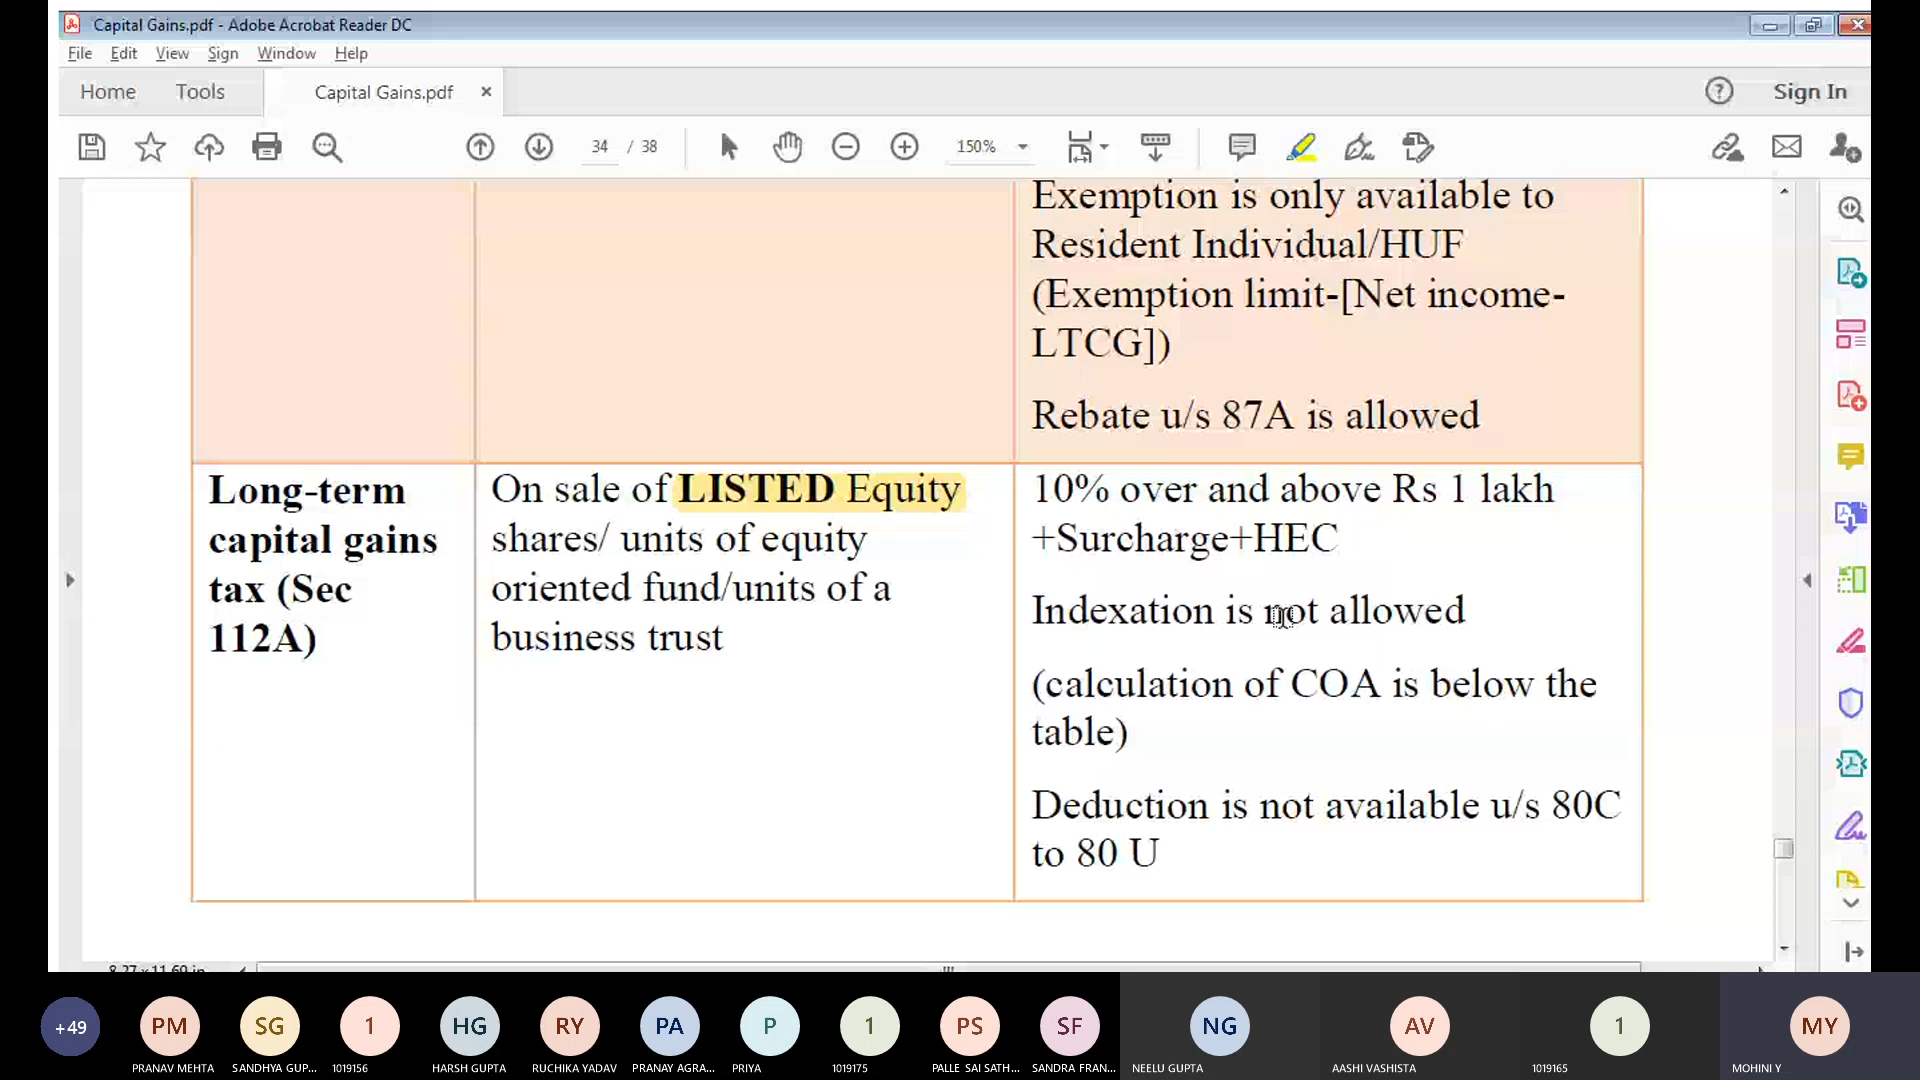 Capital Gains.pdf - Adobe Acrobat Reader DC
File Edit View Sign Window Help
Home Tools Capital Gains.pdf × ? Sign In
34 / 38 150%
Exemption is only available to
Resident Individual/HUF
(Exemption limit-[Net income-
LTCG])
Rebate u/s 87A is allowed
Long-term
capital gains
tax (Sec
112A)
On sale of LISTED Equity
shares/ units of equity
oriented fund/units of a
business trust
10% over and above Rs 1 lakh
+Surcharge+HEC
Indexation is not allowed
(calculation of COA is below the
table)
Deduction is not available u/s 80C
to 80 U
8.27 x 11.69 in
+49 PM SG 1 HG RY PA P 1 PS SF NG AV 1 MY
PRANAV MEHTA SANDHYA GUP... 1019156 HARSH GUPTA RUCHIKA YADAV PRANAY AGRA... PRIYA 1019175 PALLE SAI SATH... SANDRA FRAN... NEELU GUPTA AASHI VASHISTA 1019165 MOHINI Y